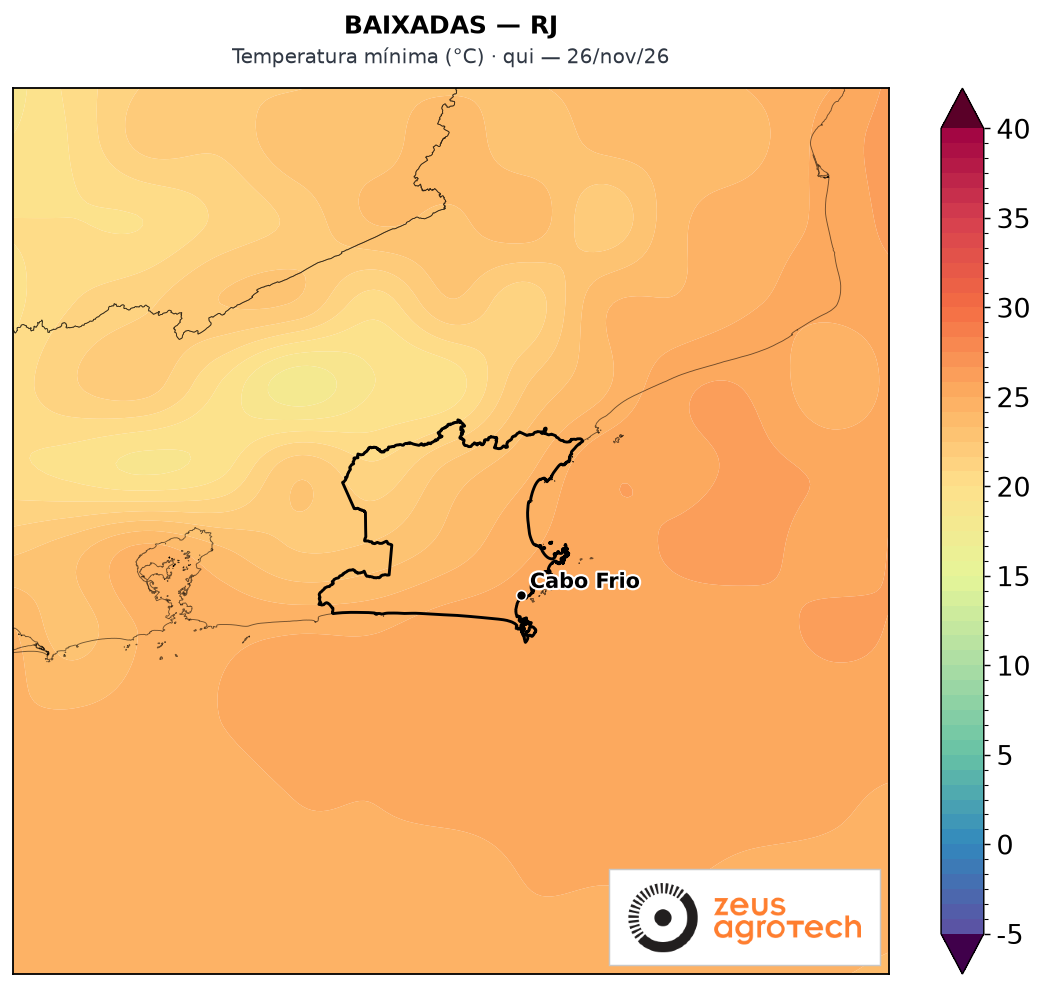 BAIXADAS — RJ
Temperatura mínima (°C) · qui — 26/nov/26
40
35
30
25
20
15
10
5
0
-5
Cabo Frio
zeus
agrotech